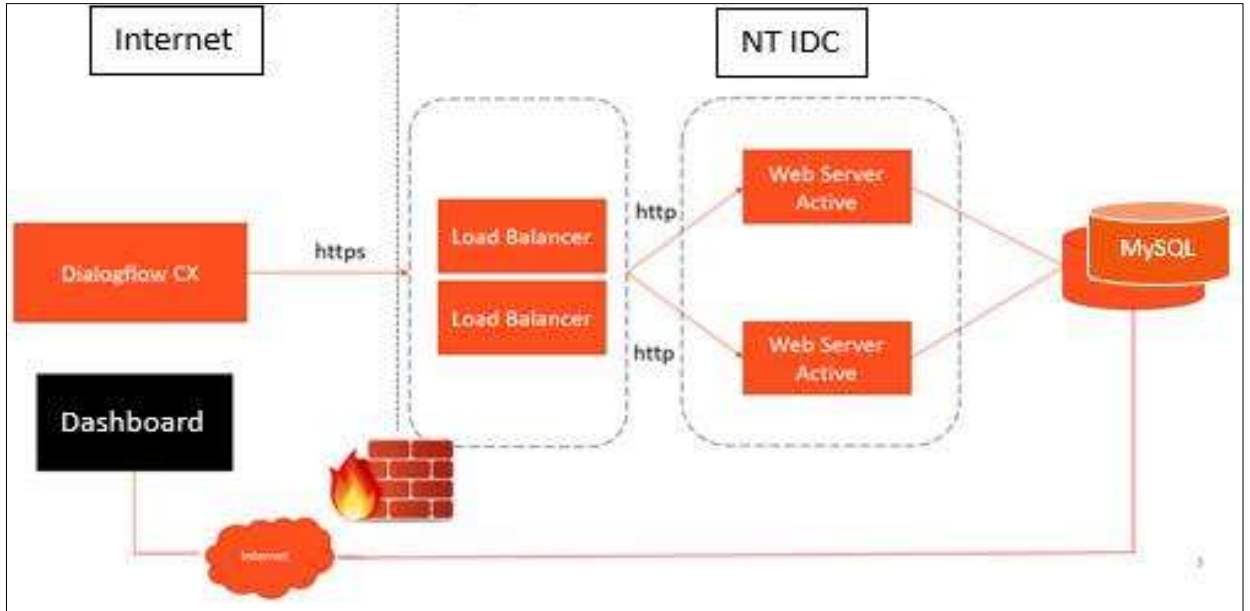 Internet
NT IDC
Dialogflow CX
https
Load Balancer
Load Balancer
http
http
Web Server
Active
Web Server
Active
MySQL
Dashboard
Internet
3